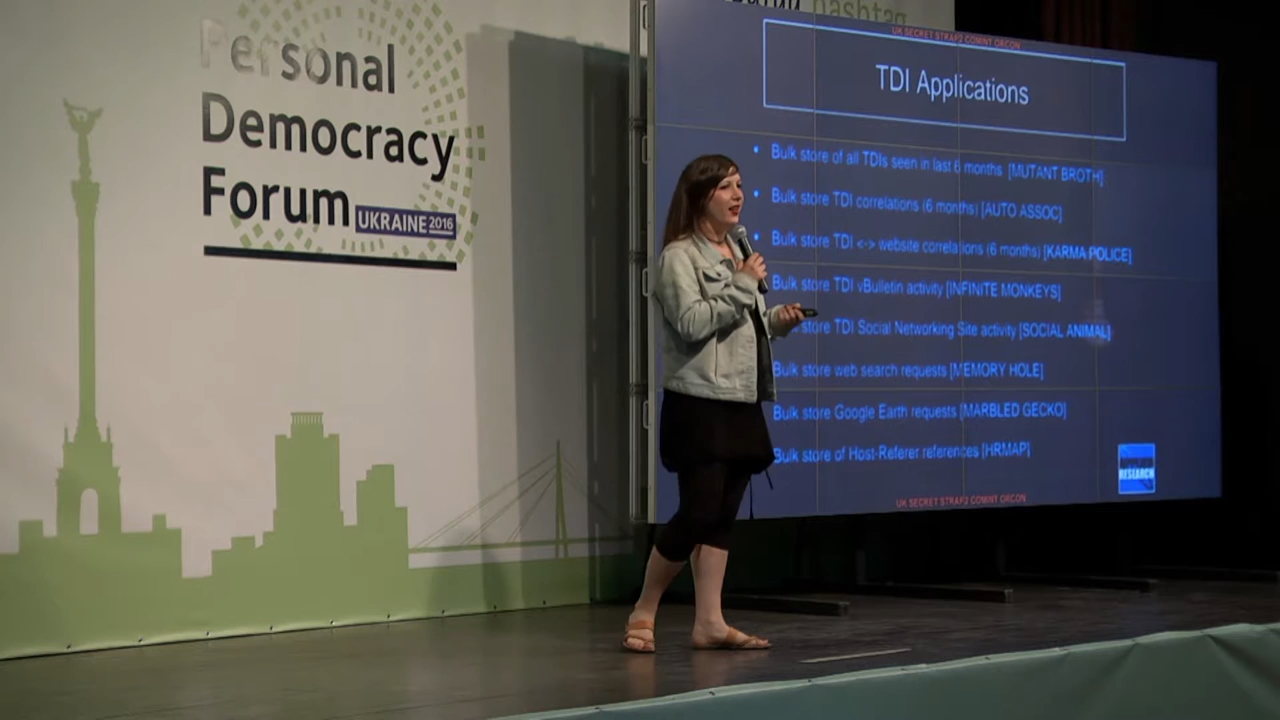 Personal
Democracy
Forum
UKRAINE 2016
hashtag
UK SECRET STRAP2 COMINT ORCON
TDI Applications
• Bulk store of all TDIs seen in last 6 months [MUTANT BROTH]
• Bulk store TDI correlations (6 months) [AUTO ASSOC]
• Bulk store TDI <-> website correlations (6 months) [KARMA POLICE]
Bulk store TDI vBulletin activity [INFINITE MONKEYS]
store TDI Social Networking Site activity [SOCIAL ANIMAL]
Bulk store web search requests [MEMORY HOLE]
Bulk store Google Earth requests [MARBLED GECKO]
Bulk store of Host-Referer references [HRMAP]
RESEARCH
UK SECRET STRAP2 COMINT ORCON